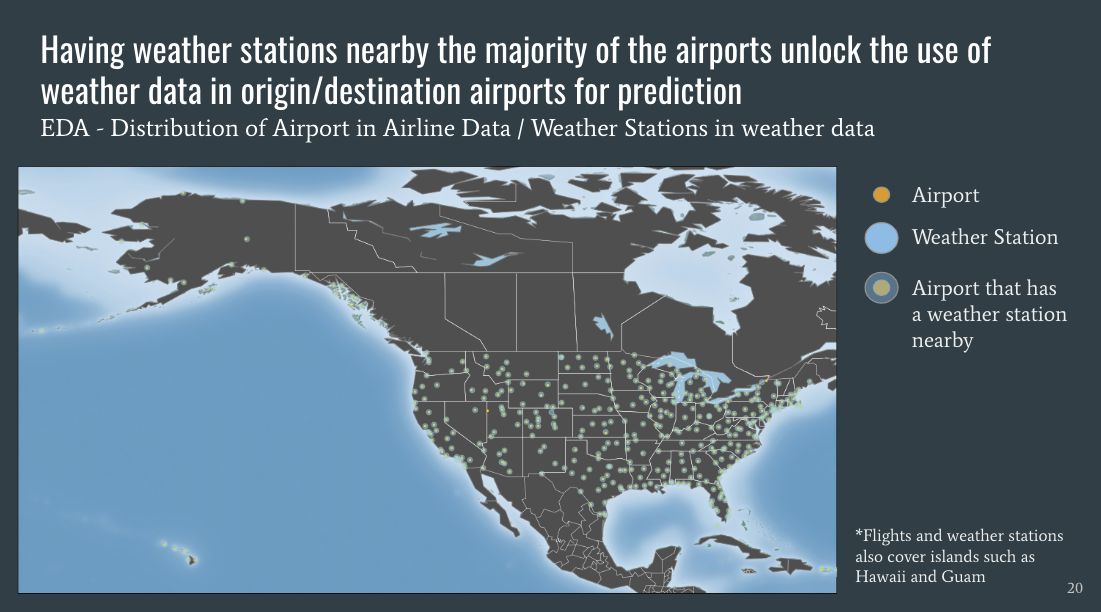 Having weather stations nearby the majority of the airports unlock the use of
weather data in origin/destination airports for prediction
EDA - Distribution of Airport in Airline Data / Weather Stations in weather data
Airport
Weather Station
Airport that has
a weather station
nearby
*Flights and weather stations
also cover islands such as
Hawaii and Guam
20